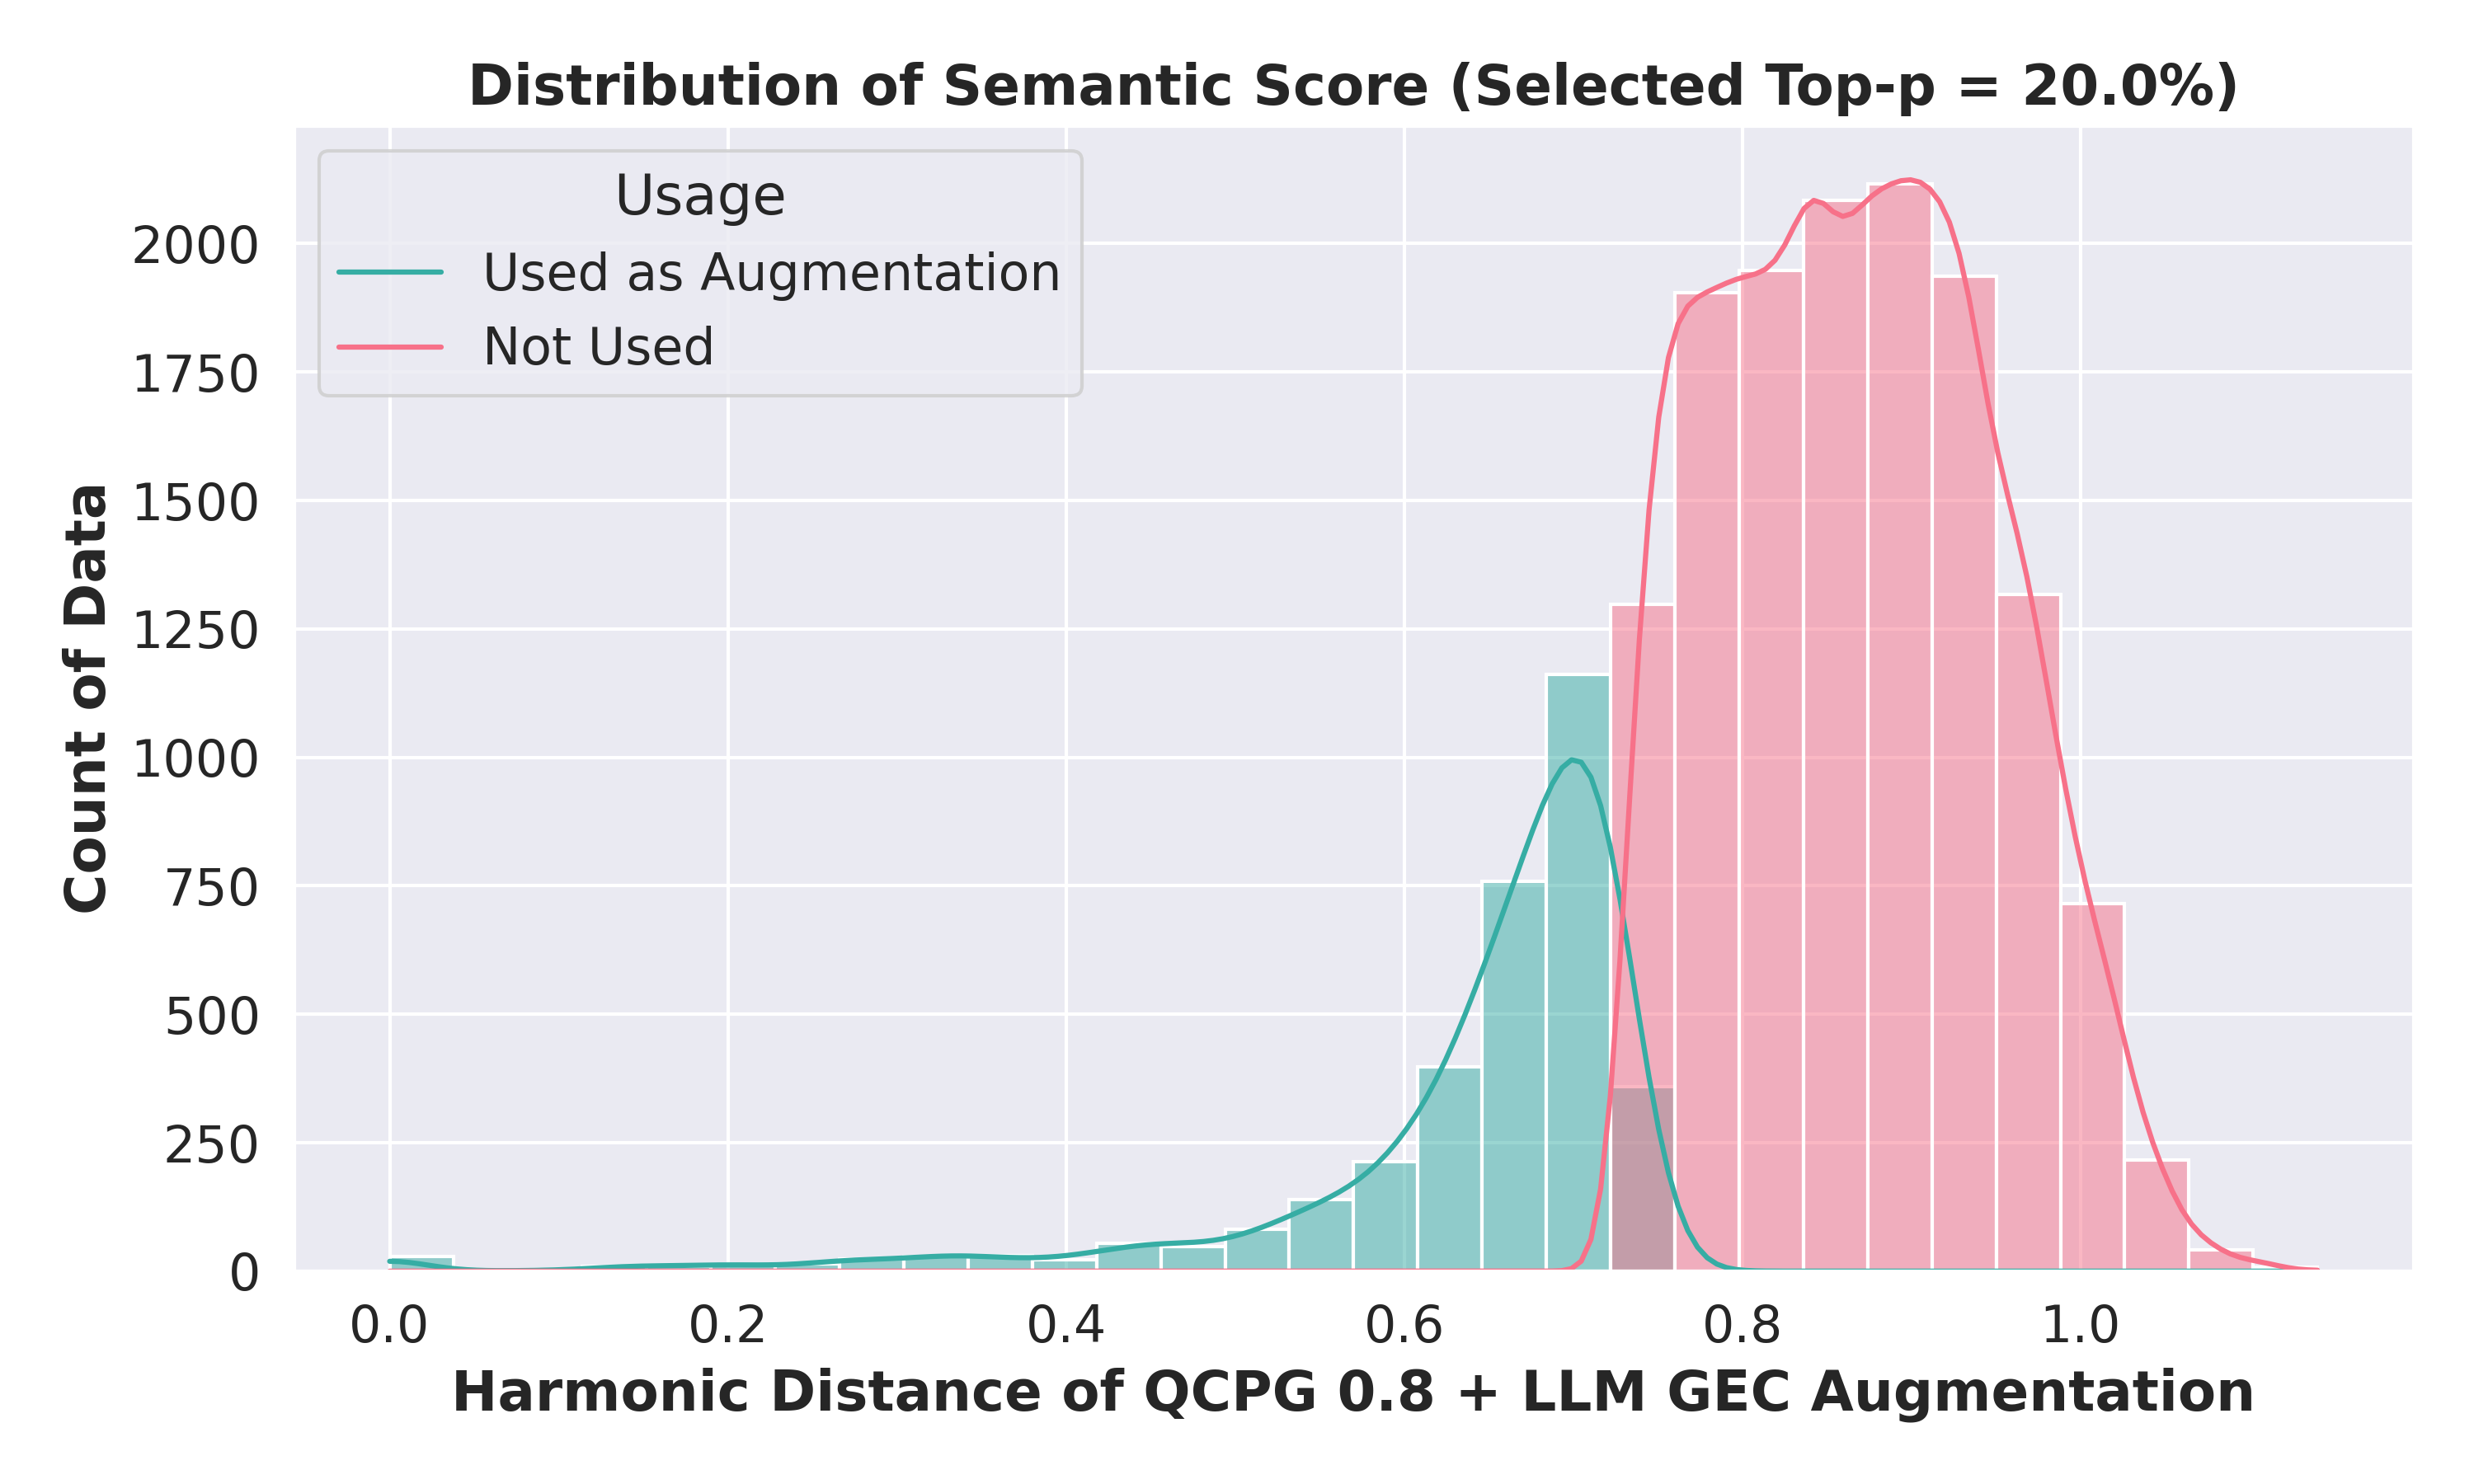 Distribution of Semantic Score (Selected Top-p = 20.0%)
Usage
Used as Augmentation
Not Used
Count of Data
2000
1750
1500
1250
1000
750
500
250
0
0.0 0.2 0.4 0.6 0.8 1.0
Harmonic Distance of QCPG 0.8 + LLM GEC Augmentation